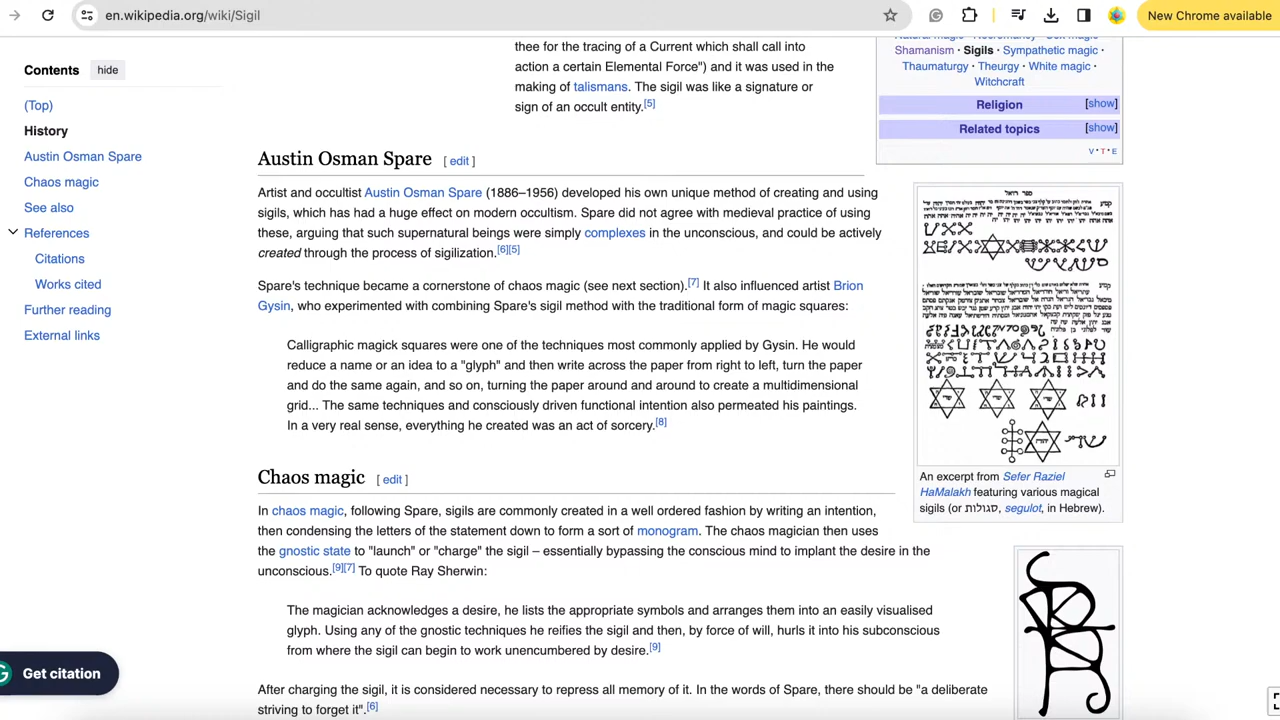 en.wikipedia.org/wiki/Sigil
New Chrome available
Contents
hide
(Top)
History
Austin Osman Spare
Chaos magic
See also
References
Citations
Works cited
Further reading
External links
Get citation
thee for the tracing of a Current which shall call into
action a certain Elemental Force") and it was used in the
making of talismans. The sigil was like a signature or
sign of an occult entity.[5]
Austin Osman Spare [ edit ]
Artist and occultist Austin Osman Spare (1886–1956) developed his own unique method of creating and using
sigils, which has had a huge effect on modern occultism. Spare did not agree with medieval practice of using
these, arguing that such supernatural beings were simply complexes in the unconscious, and could be actively
created through the process of sigilization.[6][5]
Spare's technique became a cornerstone of chaos magic (see next section).[7] It also influenced artist Brion
Gysin, who experimented with combining Spare's sigil method with the traditional form of magic squares:
Calligraphic magick squares were one of the techniques most commonly applied by Gysin. He would
reduce a name or an idea to a "glyph" and then write across the paper from right to left, turn the paper
and do the same again, and so on, turning the paper around and around to create a multidimensional
grid... The same techniques and consciously driven functional intention also permeated his paintings.
In a very real sense, everything he created was an act of sorcery.[8]
Chaos magic [ edit ]
In chaos magic, following Spare, sigils are commonly created in a well ordered fashion by writing an intention,
then condensing the letters of the statement down to form a sort of monogram. The chaos magician then uses
the gnostic state to "launch" or "charge" the sigil – essentially bypassing the conscious mind to implant the desire in the
unconscious.[9][7] To quote Ray Sherwin:
The magician acknowledges a desire, he lists the appropriate symbols and arranges them into an easily visualised
glyph. Using any of the gnostic techniques he reifies the sigil and then, by force of will, hurls it into his subconscious
from where the sigil can begin to work unencumbered by desire.[9]
After charging the sigil, it is considered necessary to repress all memory of it. In the words of Spare, there should be "a deliberate
striving to forget it".[6]
Shamanism · Sigils · Sympathetic magic ·
Thaumaturgy · Theurgy · White magic ·
Witchcraft
Religion [show]
Related topics [show]
V · T · E
An excerpt from Sefer Raziel
HaMalakh featuring various magical
sigils (or סגולות, segulot, in Hebrew).